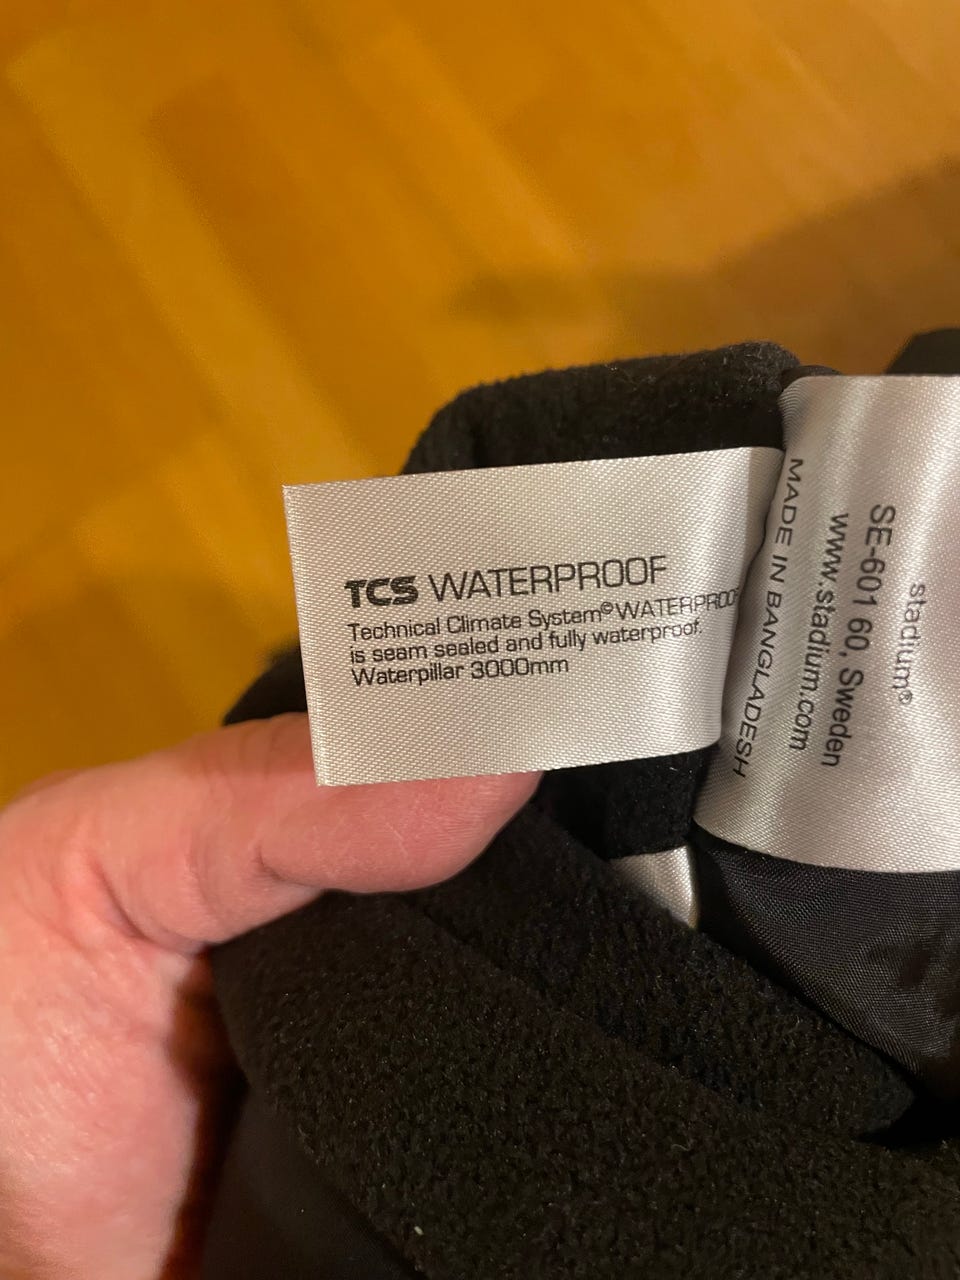 TCS WATERPROOF
Technical Climate System® WATERPROOF
is seam sealed and fully waterproof.
Waterpillar 3000mm
stadium®
SE-601 60, Sweden
www.stadium.com
MADE IN BANGLADESH